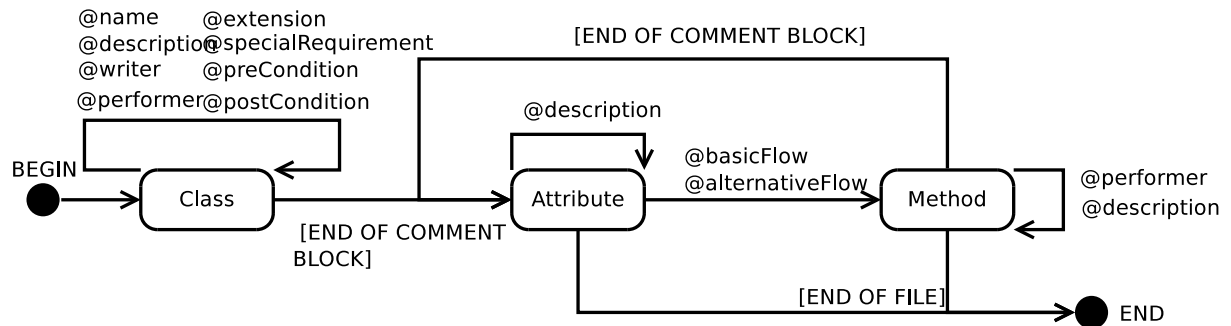 @name @extension
@description @specialRequirement
@writer @preCondition
@performer @postCondition
[END OF COMMENT BLOCK]
@description
BEGIN
Class
[END OF COMMENT
BLOCK]
Attribute
@basicFlow
@alternativeFlow
Method
@performer
@description
[END OF FILE]
END